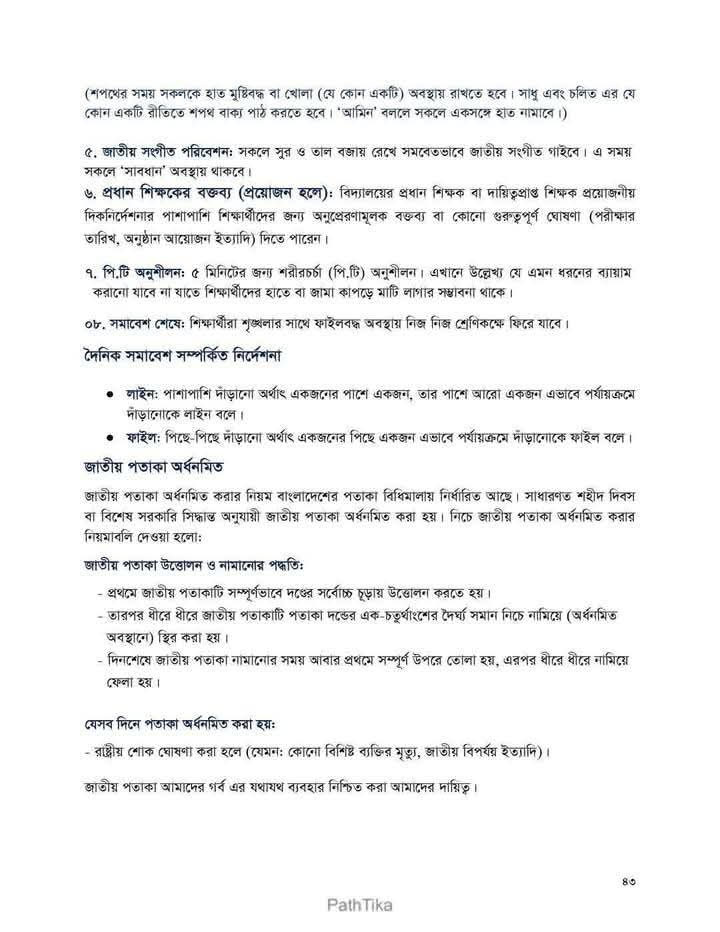 (শপথের সময় সকলকে হাত মুষ্টিবদ্ধ বা খোলা (যে কোন একটি) অবস্থায় রাখতে হবে। সাধু এবং চলিত এর যে
কোন একটি রীতিতে শপথ বাক্য পাঠ করতে হবে। ‘আমিন’ বললে সকলে একসঙ্গে হাত নামাবে।)
৫. জাতীয় সংগীত পরিবেশন: সকলে সুর ও তাল বজায় রেখে সমবেতভাবে জাতীয় সংগীত গাইবে। এ সময়
সকলে ‘সাবধান’ অবস্থায় থাকবে।
৬. প্রধান শিক্ষকের বক্তব্য (প্রয়োজন হলে): বিদ্যালয়ের প্রধান শিক্ষক বা দায়িত্বপ্রাপ্ত শিক্ষক প্রয়োজনীয়
দিকনির্দেশনার পাশাপাশি শিক্ষার্থীদের জন্য অনুপ্রেরণামূলক বক্তব্য বা কোনো গুরুত্বপূর্ণ ঘোষণা (পরীক্ষার
তারিখ, অনুষ্ঠান আয়োজন ইত্যাদি) দিতে পারেন।
৭. পি.টি অনুশীলন: ৫ মিনিটের জন্য শরীরচর্চা (পি.টি) অনুশীলন। এখানে উল্লেখ্য যে এমন ধরনের ব্যায়াম
করানো যাবে না যাতে শিক্ষার্থীদের হাতে বা জামা কাপড়ে মাটি লাগার সম্ভাবনা থাকে।
০৮. সমাবেশ শেষে: শিক্ষার্থীরা শৃঙ্খলার সাথে ফাইলবদ্ধ অবস্থায় নিজ নিজ শ্রেণিকক্ষে ফিরে যাবে।
দৈনিক সমাবেশ সম্পর্কিত নির্দেশনা
● লাইন: পাশাপাশি দাঁড়ানো অর্থাৎ একজনের পাশে একজন, তার পাশে আরো একজন এভাবে পর্যায়ক্রমে
দাঁড়ানোকে লাইন বলে।
● ফাইল: পিছে-পিছে দাঁড়ানো অর্থাৎ একজনের পিছে একজন এভাবে পর্যায়ক্রমে দাঁড়ানোকে ফাইল বলে।
জাতীয় পতাকা অর্ধনমিত
জাতীয় পতাকা অর্ধনমিত করার নিয়ম বাংলাদেশের পতাকা বিধিমালায় নির্ধারিত আছে। সাধারণত শহীদ দিবস
বা বিশেষ সরকারি সিদ্ধান্ত অনুযায়ী জাতীয় পতাকা অর্ধনমিত করা হয়। নিচে জাতীয় পতাকা অর্ধনমিত করার
নিয়মাবলি দেওয়া হলো:
জাতীয় পতাকা উত্তোলন ও নামানোর পদ্ধতি:
- প্রথমে জাতীয় পতাকাটি সম্পূর্ণভাবে দণ্ডের সর্বোচ্চ চূড়ায় উত্তোলন করতে হয়।
- তারপর ধীরে ধীরে জাতীয় পতাকাটি পতাকা দন্ডের এক-চতুর্থাংশের দৈর্ঘ্য সমান নিচে নামিয়ে (অর্ধনমিত
অবস্থানে) স্থির করা হয়।
- দিনশেষে জাতীয় পতাকা নামানোর সময় আবার প্রথমে সম্পূর্ণ উপরে তোলা হয়, এরপর ধীরে ধীরে নামিয়ে
ফেলা হয়।
যেসব দিনে পতাকা অর্ধনমিত করা হয়:
- রাষ্ট্রীয় শোক ঘোষণা করা হলে (যেমন: কোনো বিশিষ্ট ব্যক্তির মৃত্যু, জাতীয় বিপর্যয় ইত্যাদি)।
জাতীয় পতাকা আমাদের গর্ব এর যথাযথ ব্যবহার নিশ্চিত করা আমাদের দায়িত্ব।
৪৩
PathTika